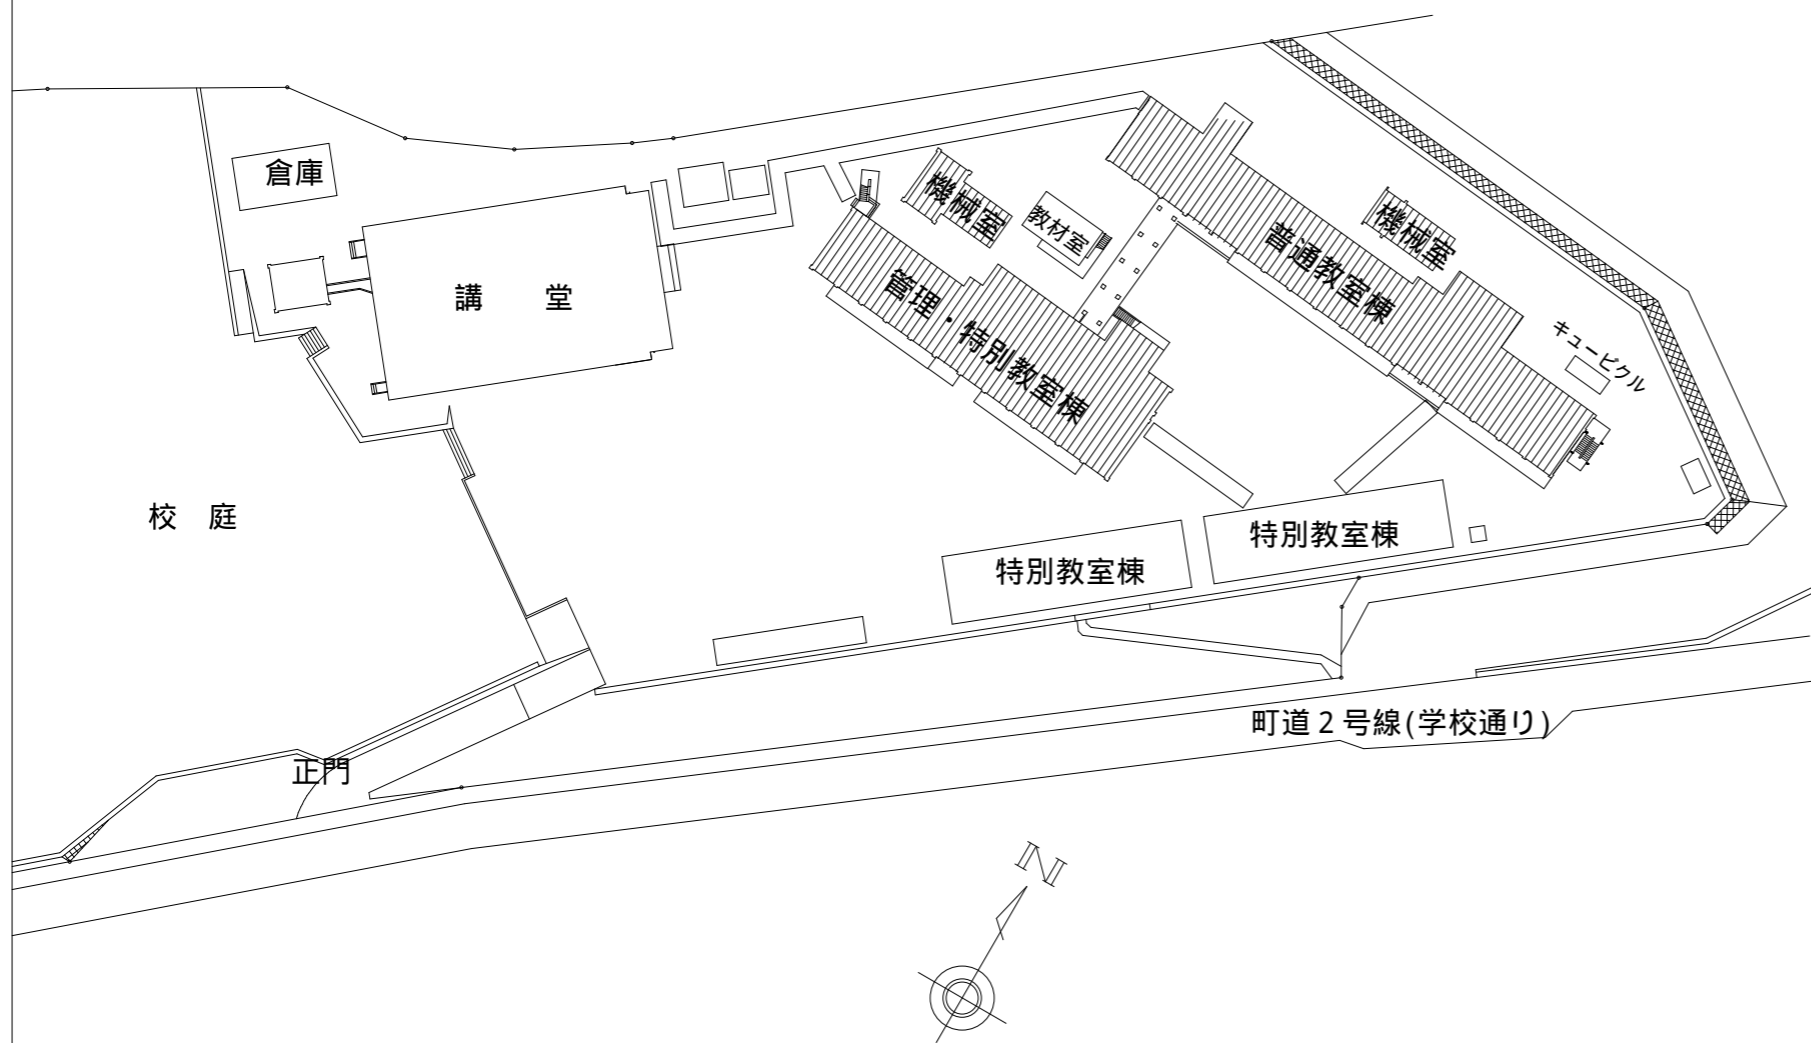 倉庫
機械室
教材室
機械室
普通教室棟
講　堂
管理・特別教室棟
キュービクル
校　庭
特別教室棟
特別教室棟
町道２号線(学校通り)
正門
N